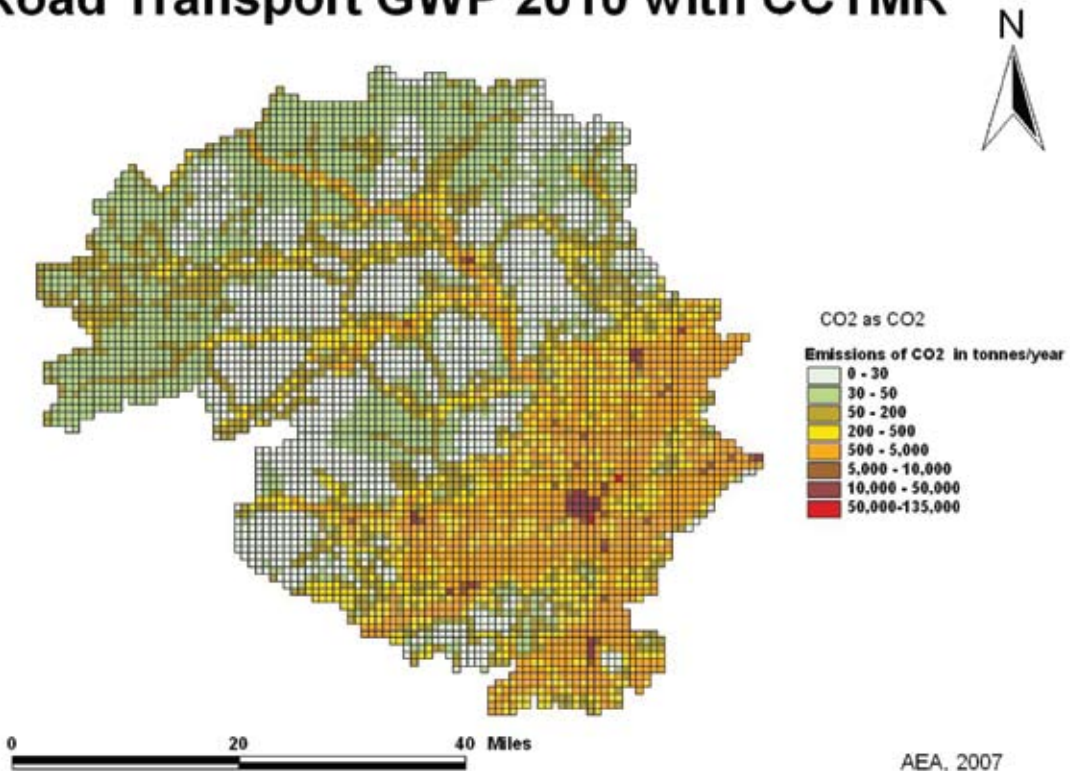 Road Transport GWP 2010 with CCTMR
N
CO2 as CO2
Emissions of CO2 in tonnes/year
0 - 30
30 - 50
50 - 200
200 - 500
500 - 5,000
5,000 - 10,000
10,000 - 50,000
50,000-135,000
0 20 40 Miles
AEA, 2007